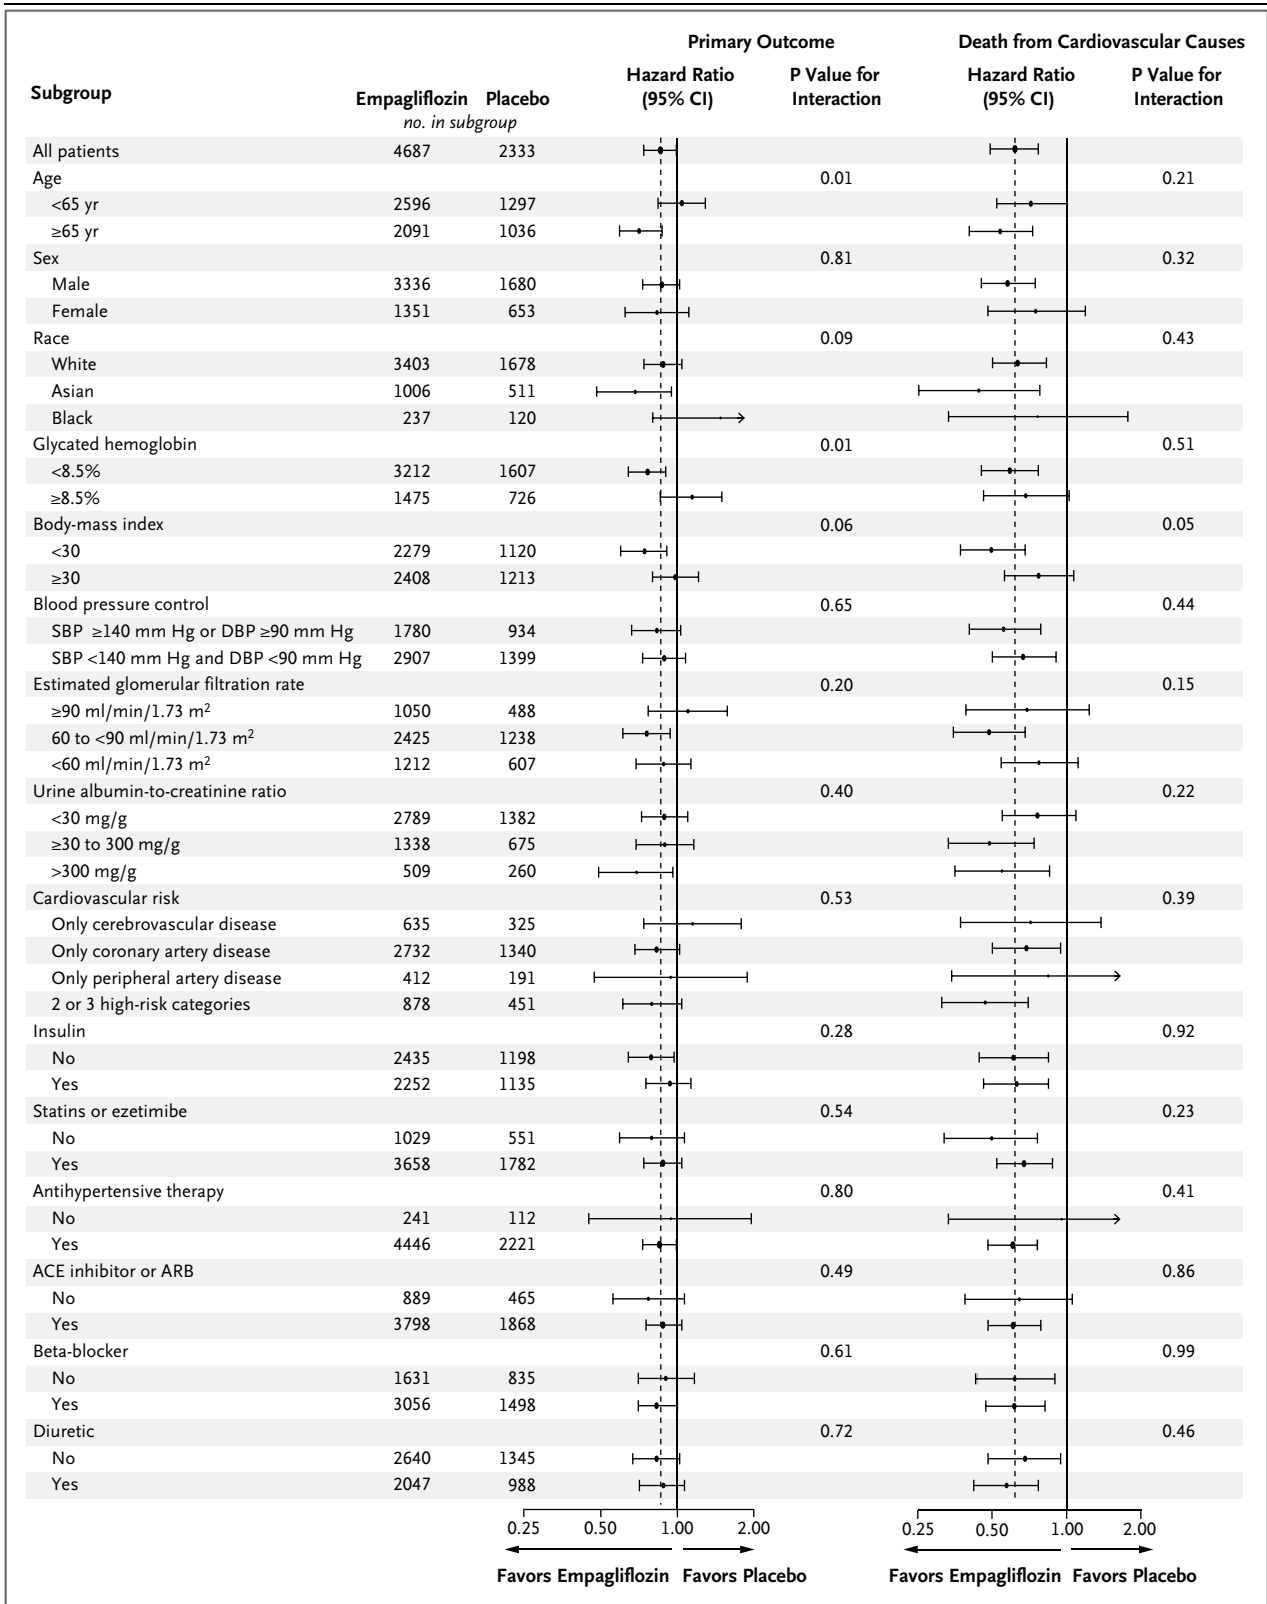 Primary Outcome Death from Cardiovascular Causes
Subgroup Empagliflozin Placebo Hazard Ratio (95% CI) P Value for Interaction Hazard Ratio (95% CI) P Value for Interaction
no. in subgroup
All patients 4687 2333
Age 0.01 0.21
<65 yr 2596 1297
≥65 yr 2091 1036
Sex 0.81 0.32
Male 3336 1680
Female 1351 653
Race 0.09 0.43
White 3403 1678
Asian 1006 511
Black 237 120
Glycated hemoglobin 0.01 0.51
<8.5% 3212 1607
≥8.5% 1475 726
Body-mass index 0.06 0.05
<30 2279 1120
≥30 2408 1213
Blood pressure control 0.65 0.44
SBP ≥140 mm Hg or DBP ≥90 mm Hg 1780 934
SBP <140 mm Hg and DBP <90 mm Hg 2907 1399
Estimated glomerular filtration rate 0.20 0.15
≥90 ml/min/1.73 m² 1050 488
60 to <90 ml/min/1.73 m² 2425 1238
<60 ml/min/1.73 m² 1212 607
Urine albumin-to-creatinine ratio 0.40 0.22
<30 mg/g 2789 1382
≥30 to 300 mg/g 1338 675
>300 mg/g 509 260
Cardiovascular risk 0.53 0.39
Only cerebrovascular disease 635 325
Only coronary artery disease 2732 1340
Only peripheral artery disease 412 191
2 or 3 high-risk categories 878 451
Insulin 0.28 0.92
No 2435 1198
Yes 2252 1135
Statins or ezetimibe 0.54 0.23
No 1029 551
Yes 3658 1782
Antihypertensive therapy 0.80 0.41
No 241 112
Yes 4446 2221
ACE inhibitor or ARB 0.49 0.86
No 889 465
Yes 3798 1868
Beta-blocker 0.61 0.99
No 1631 835
Yes 3056 1498
Diuretic 0.72 0.46
No 2640 1345
Yes 2047 988
0.25 0.50 1.00 2.00 0.25 0.50 1.00 2.00
Favors Empagliflozin Favors Placebo Favors Empagliflozin Favors Placebo